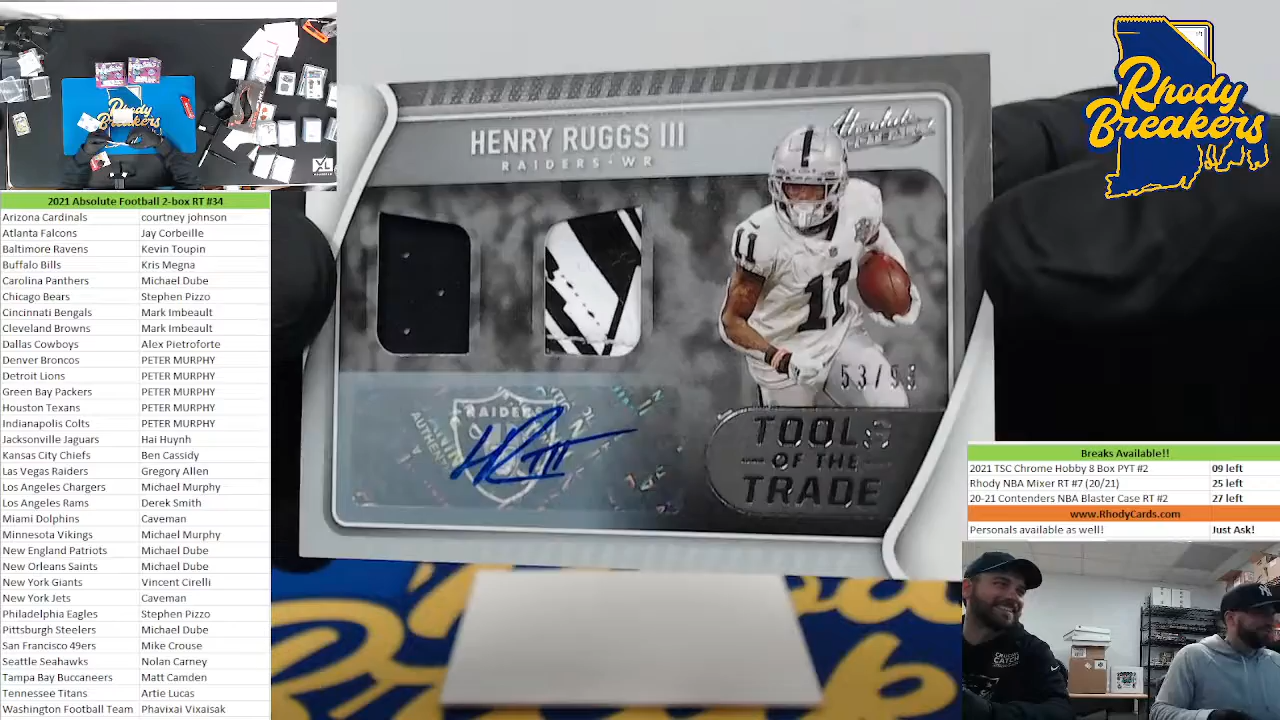 Rhody
Breakers
2021 Absolute Football 2-box RT #34
Arizona Cardinals courtney johnson
Atlanta Falcons Jay Corbeille
Baltimore Ravens Kevin Toupin
Buffalo Bills Kris Megna
Carolina Panthers Michael Dube
Chicago Bears Stephen Pizzo
Cincinnati Bengals Mark Imbeault
Cleveland Browns Mark Imbeault
Dallas Cowboys Alex Pietroforte
Denver Broncos PETER MURPHY
Detroit Lions PETER MURPHY
Green Bay Packers PETER MURPHY
Houston Texans PETER MURPHY
Indianapolis Colts PETER MURPHY
Jacksonville Jaguars Hai Huynh
Kansas City Chiefs Ben Cassidy
Las Vegas Raiders Gregory Allen
Los Angeles Chargers Michael Murphy
Los Angeles Rams Derek Smith
Miami Dolphins Caveman
Minnesota Vikings Michael Murphy
New England Patriots Michael Dube
New Orleans Saints Michael Dube
New York Giants Vincent Cirelli
New York Jets Caveman
Philadelphia Eagles Stephen Pizzo
Pittsburgh Steelers Michael Dube
San Francisco 49ers Mike Crouse
Seattle Seahawks Nolan Carney
Tampa Bay Buccaneers Matt Camden
Tennessee Titans Artie Lucas
Washington Football Team Phavixai Vixaisak
HENRY RUGGS III
RAIDERS · WR
Absolute
FOOTBALL
11
11
RAIDERS
TOOLS
OF THE
TRADE
Rhody
Breakers
Breaks Available!!
2021 TSC Chrome Hobby 8 Box PYT #2 09 left
Rhody NBA Mixer RT #7 (20/21) 25 left
20-21 Contenders NBA Blaster Case RT #2 27 left
www.RhodyCards.com
Personals available as well! Just Ask!
XL